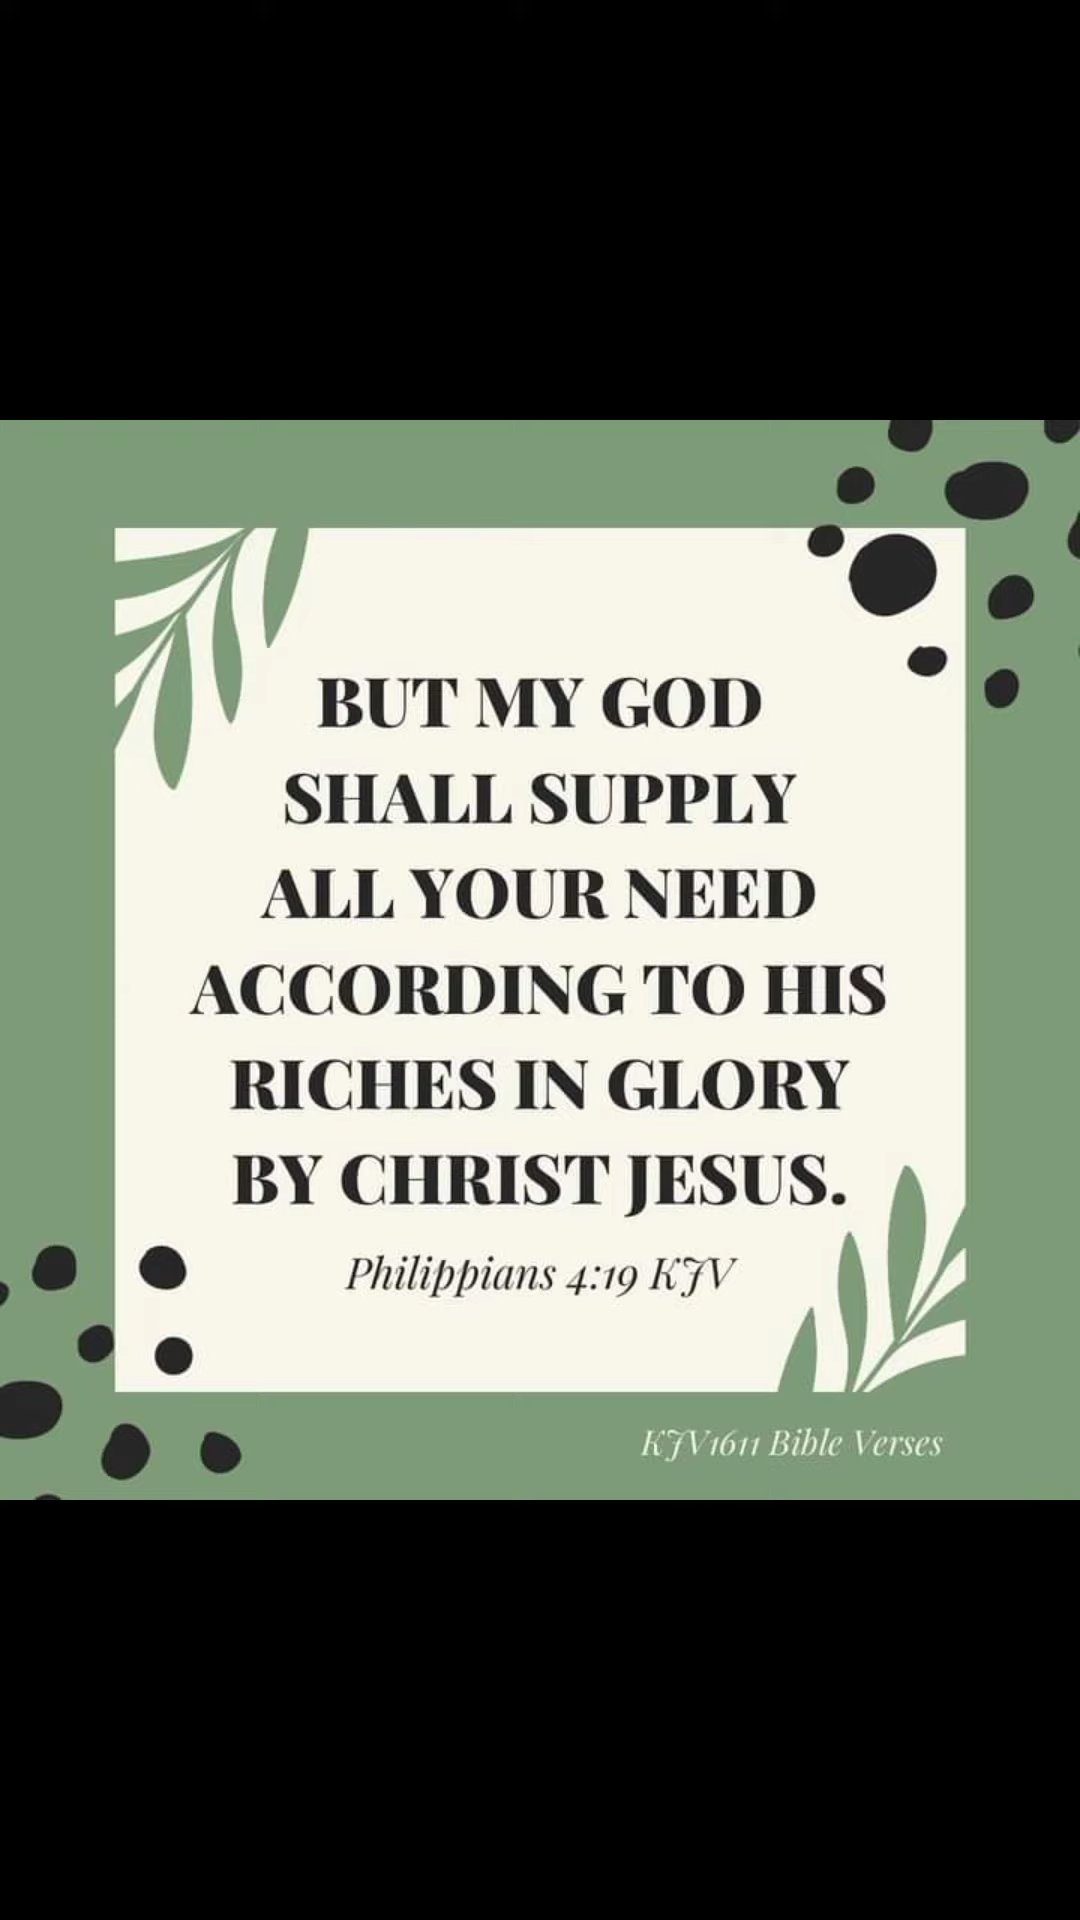 BUT MY GOD
SHALL SUPPLY
ALL YOUR NEED
ACCORDING TO HIS
RICHES IN GLORY
BY CHRIST JESUS.
Philippians 4:19 KJV
KJV1611 Bible Verses